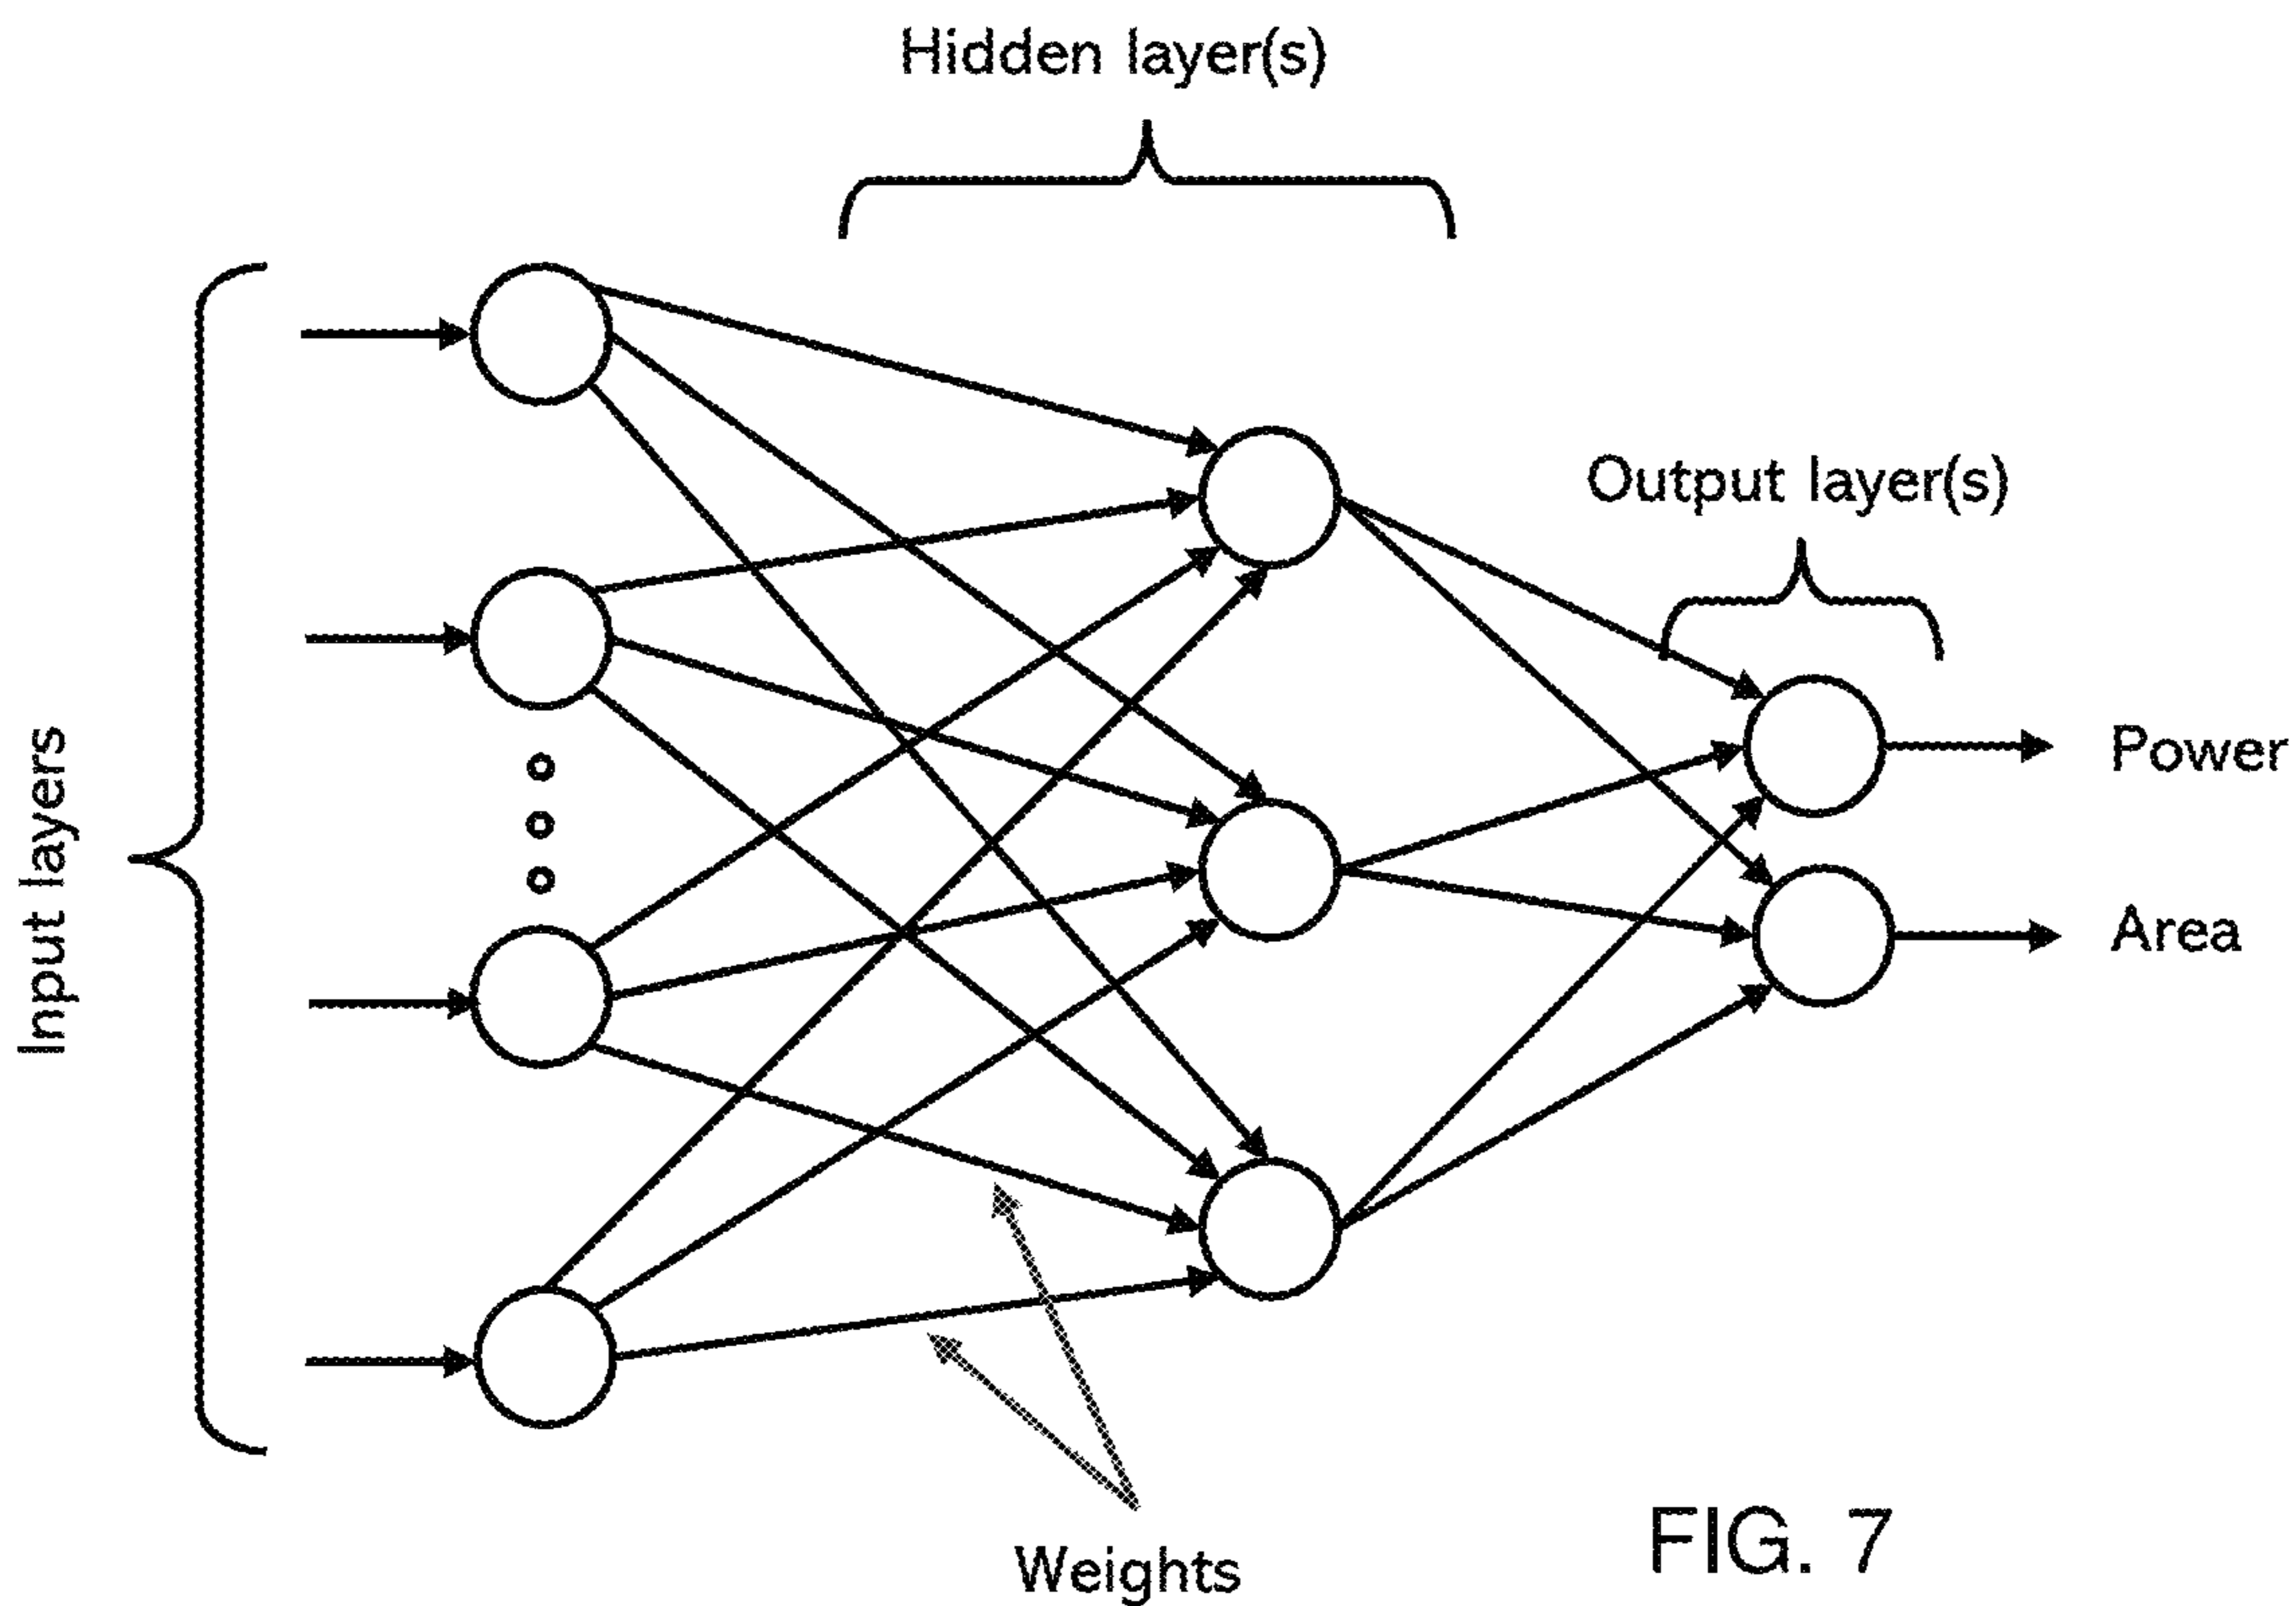 Hidden layer(s)
Output layer(s)
Input layers
Power
Area
Weights
FIG. 7